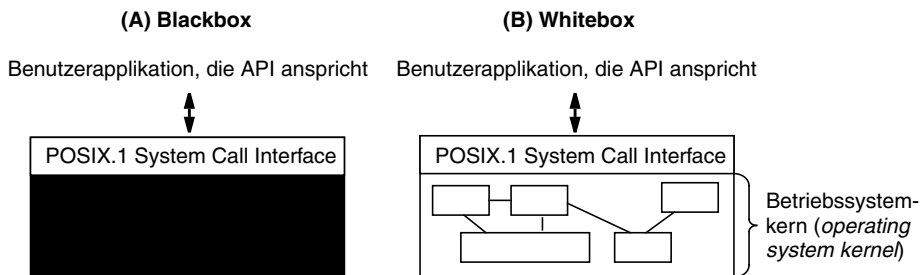 (A) Blackbox
(B) Whitebox
Benutzerapplikation, die API anspricht
Benutzerapplikation, die API anspricht
POSIX.1 System Call Interface
POSIX.1 System Call Interface
Betriebssystem-
kern (operating
system kernel)